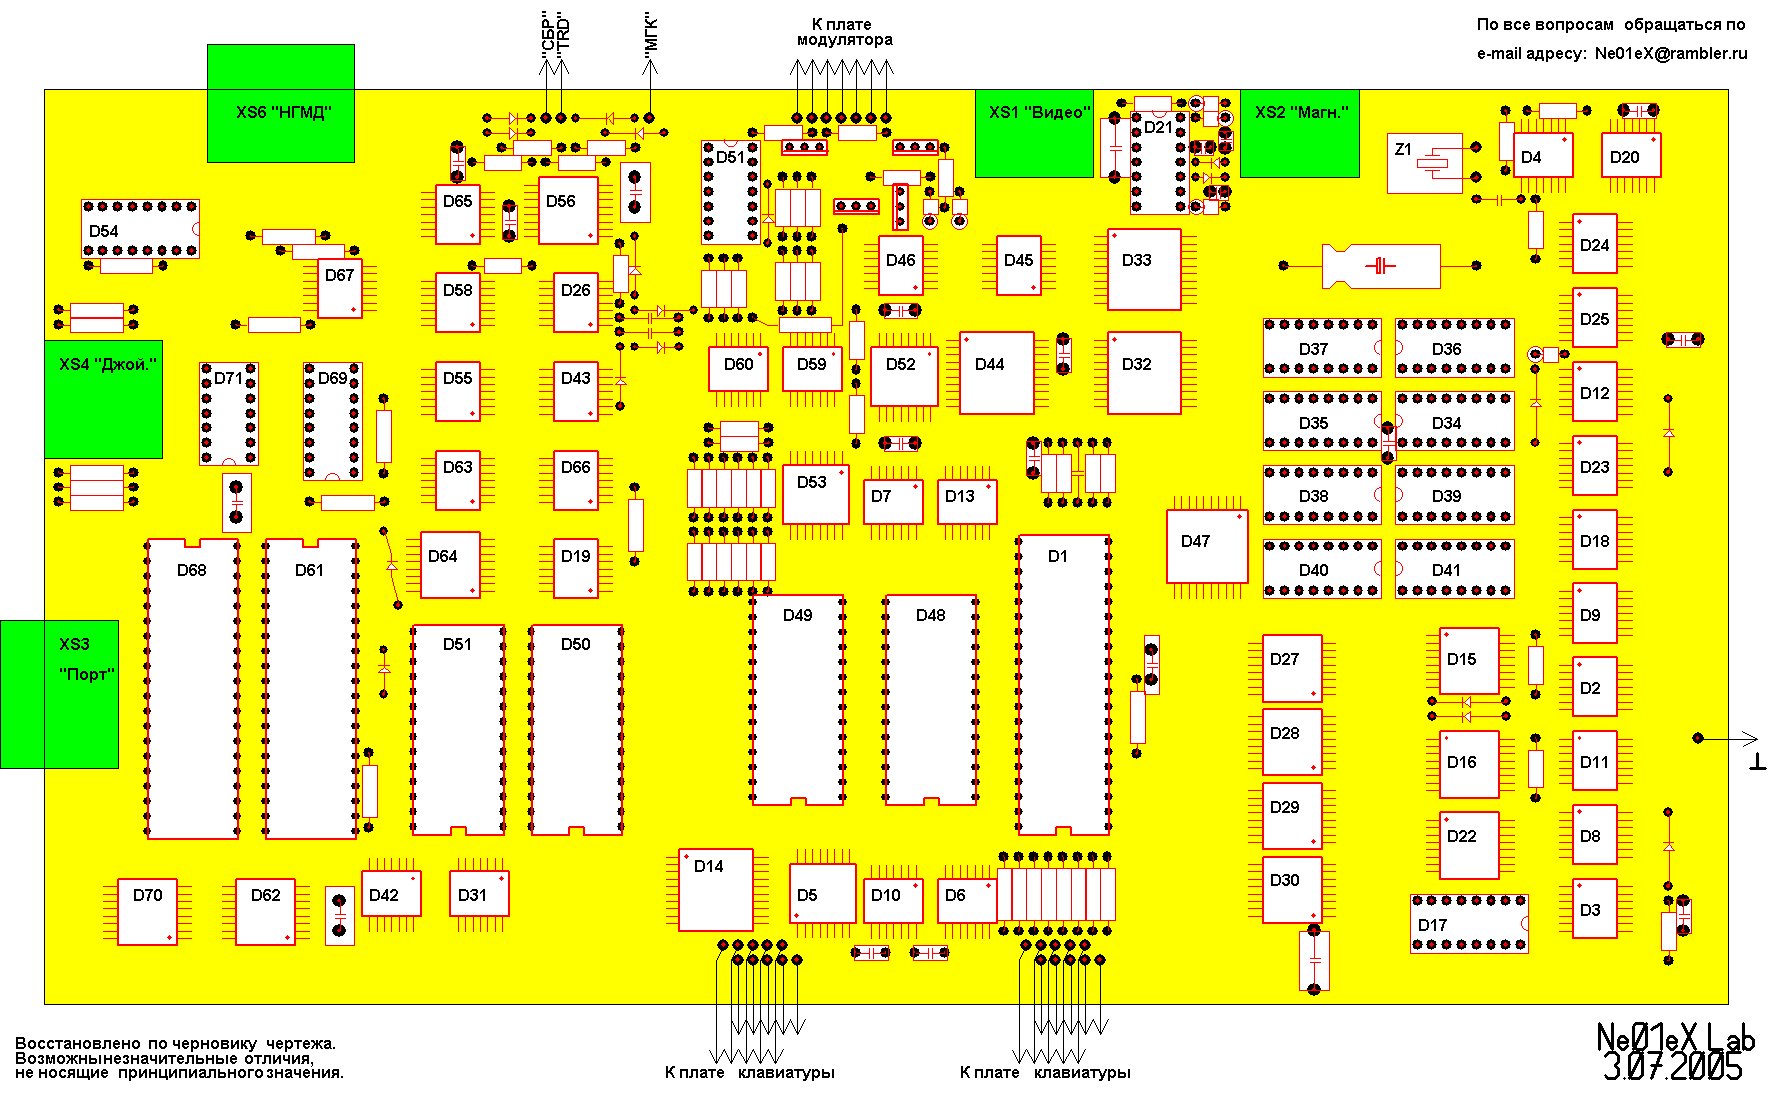 "СБР"
"TRD"
"МГК"
К плате
модулятора
По все вопросам обращаться по
e-mail адресу: Ne01eX@rambler.ru
XS6 "НГМД"
XS1 "Видео"
D21
XS2 "Магн."
Z1
D4
D20
D51
D65
D56
D54
D67
D46
D45
D33
D24
D58
D26
D25
XS4 "Джой."
D71
D69
D55
D43
D60
D59
D52
D44
D32
D37
D36
D12
D35
D34
D63
D66
D53
D7
D13
D38
D39
D23
D68
D61
D64
D19
D1
D47
D40
D41
D18
XS3
"Порт"
D51
D50
D49
D48
D27
D15
D9
D2
D28
D16
D11
D29
D22
D8
D70
D62
D42
D31
D14
D5
D10
D6
D30
D17
D3
Восстановлено по черновику чертежа.
Возможнынезначительные отличия,
не носящие принципиального значения.
К плате клавиатуры
К плате клавиатуры
Ne01eX Lab
3.07.2005